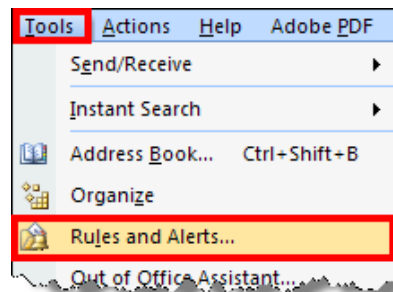 Tools Actions Help Adobe PDF
Send/Receive
Instant Search
Address Book... Ctrl+Shift+B
Organize
Rules and Alerts...
Out of Office Assistant...